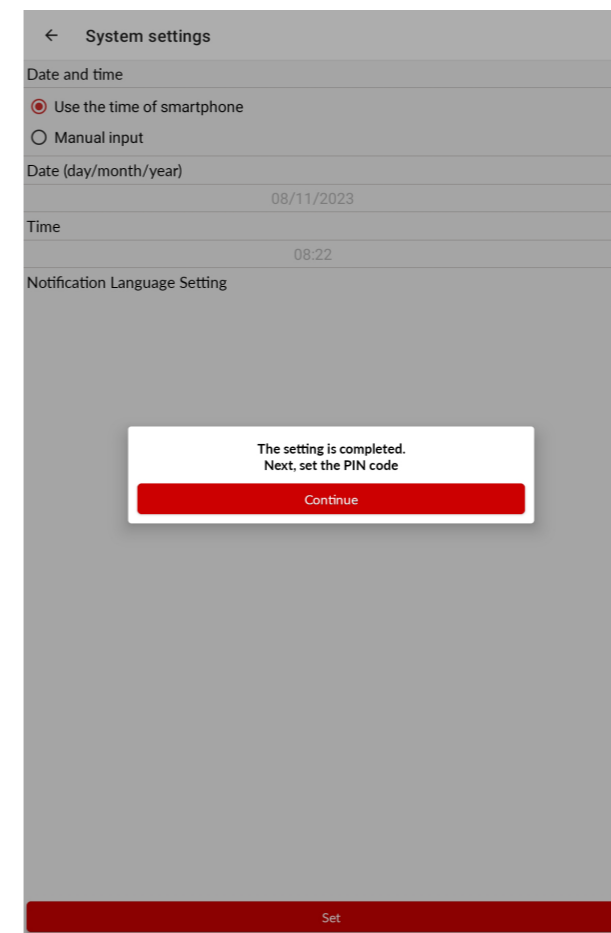 System settings
Date and time
Use the time of smartphone
Manual input
Date (day/month/year)
08/11/2023
Time
08:22
Notification Language Setting
The setting is completed.
Next, set the PIN code
Continue
Set